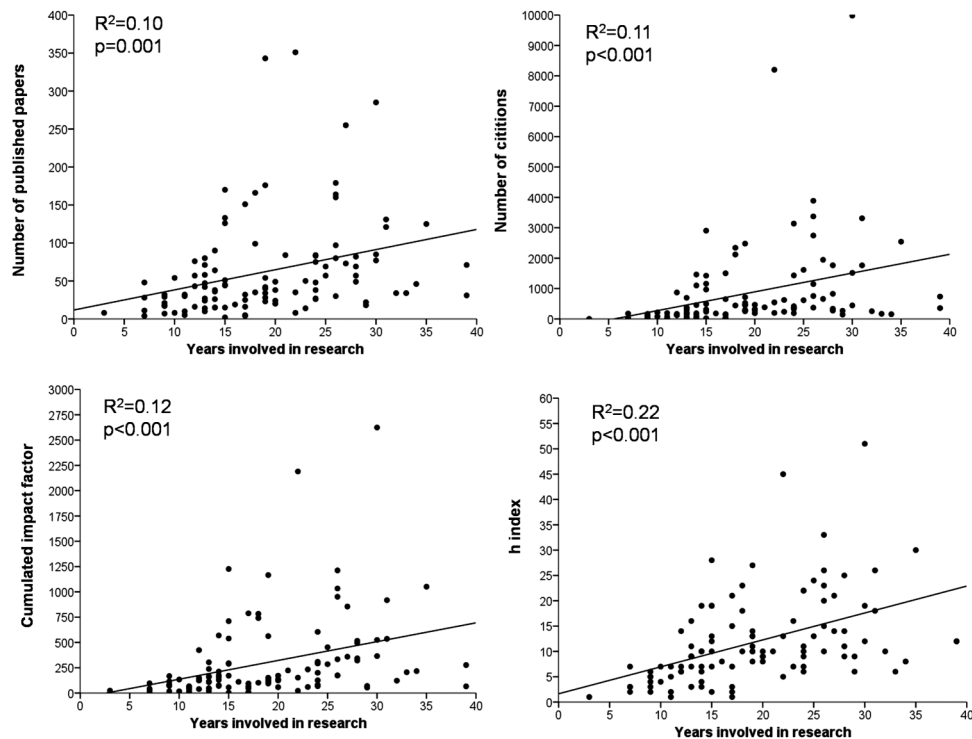 R²=0.10
p=0.001
Number of published papers
400
350
300
250
200
150
100
50
0
0 5 10 15 20 25 30 35 40
Years involved in research
R²=0.11
p<0.001
Number of cititions
10000
9000
8000
7000
6000
5000
4000
3000
2000
1000
0
0 5 10 15 20 25 30 35 40
Years involved in research
R²=0.12
p<0.001
Cumulated impact factor
3000
2750
2500
2250
2000
1750
1500
1250
1000
750
500
250
0
0 5 10 15 20 25 30 35 40
Years involved in research
R²=0.22
p<0.001
h index
60
55
50
45
40
35
30
25
20
15
10
5
0
0 5 10 15 20 25 30 35 40
Years involved in research